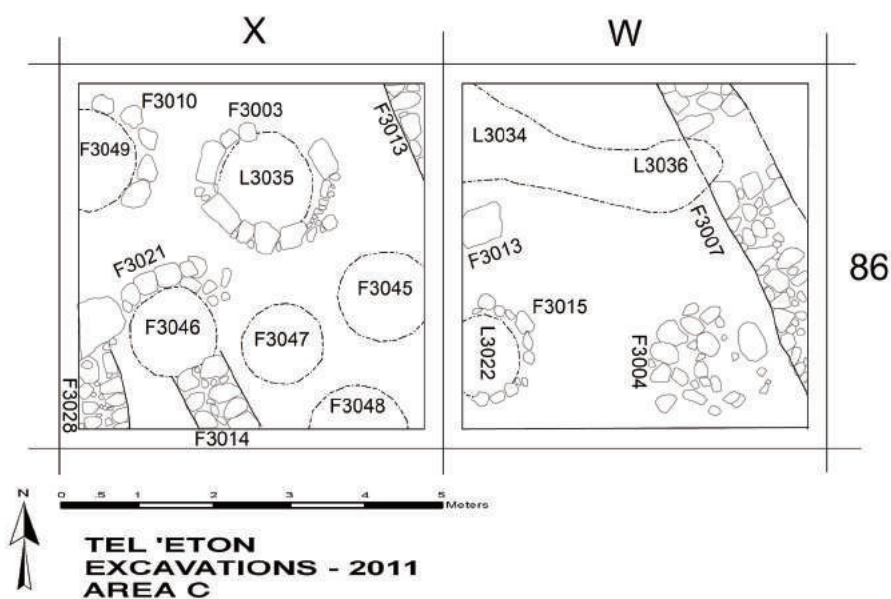 X W
F3010
F3003
F3049
F3013
L3035
L3034
L3036
F3007
F3013
F3021
F3045
F3046
F3047
F3015
L3022
F3004
F3048
F3028
F3014
86
N
0 .5 1 2 3 4 5 Meters
TEL 'ETON
EXCAVATIONS - 2011
AREA C